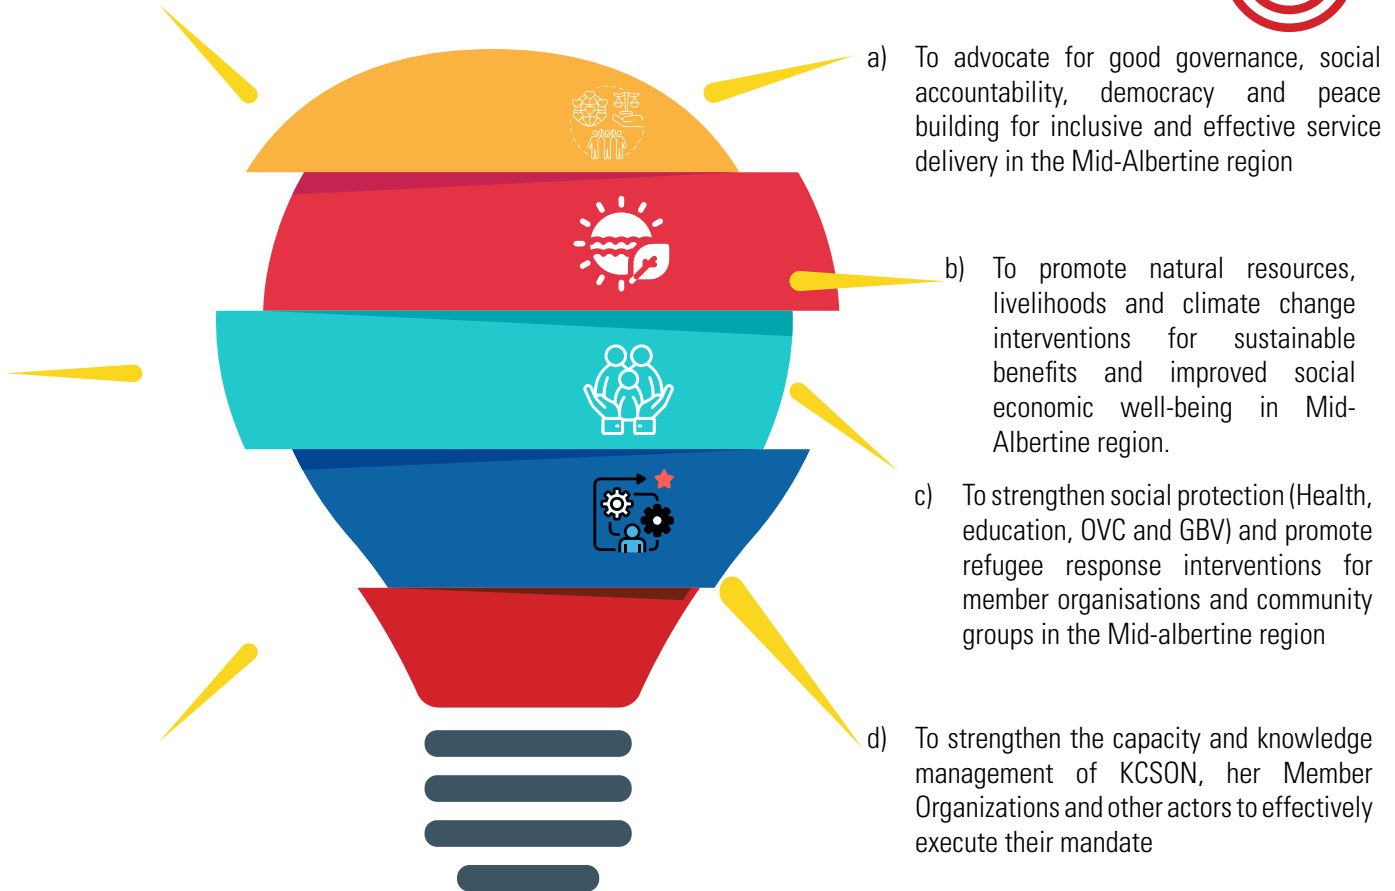 a) To advocate for good governance, social
accountability, democracy and peace
building for inclusive and effective service
delivery in the Mid-Albertine region
b) To promote natural resources,
livelihoods and climate change
interventions for sustainable
benefits and improved social
economic well-being in Mid-
Albertine region.
c) To strengthen social protection (Health,
education, OVC and GBV) and promote
refugee response interventions for
member organisations and community
groups in the Mid-albertine region
d) To strengthen the capacity and knowledge
management of KCSON, her Member
Organizations and other actors to effectively
execute their mandate